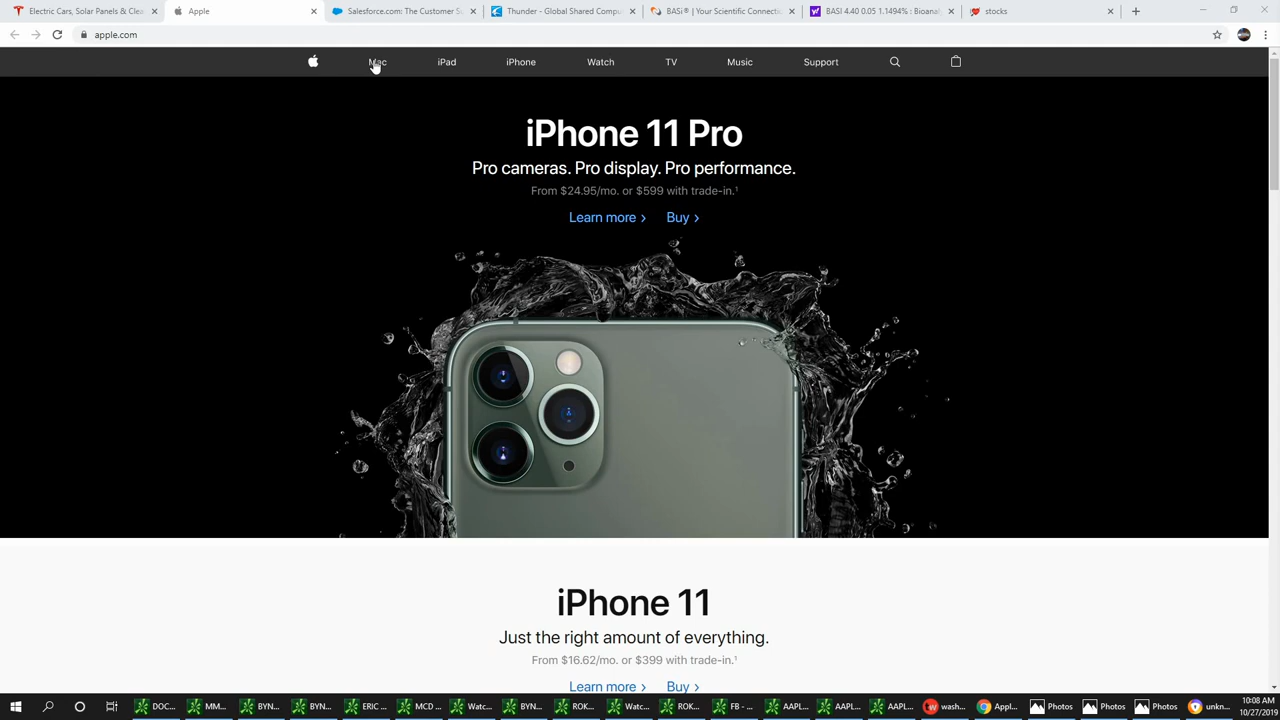 Electric Cars, Solar Panels & Clea
Apple
Salesforce.com: The Customer Su
Thunder - Global Shared Compu
BASi® | Your Scientific Connecti
BASI 4.40 0.05 1.1494% : Bioanal
stocks
apple.com
Mac
iPad
iPhone
Watch
TV
Music
Support
iPhone 11 Pro
Pro cameras. Pro display. Pro performance.
From $24.95/mo. or $599 with trade-in.¹
Learn more >
Buy >
iPhone 11
Just the right amount of everything.
From $16.62/mo. or $399 with trade-in.¹
Learn more >
Buy >
DOC...
MM...
BYN...
BYN...
ERIC ...
MCD ...
Watc...
BYN...
ROK...
Watc...
ROK...
FB - ...
AAPL...
AAPL...
AAPL...
wash...
Appl...
Photos
Photos
Photos
unkn...
10:08 AM
10/27/2019